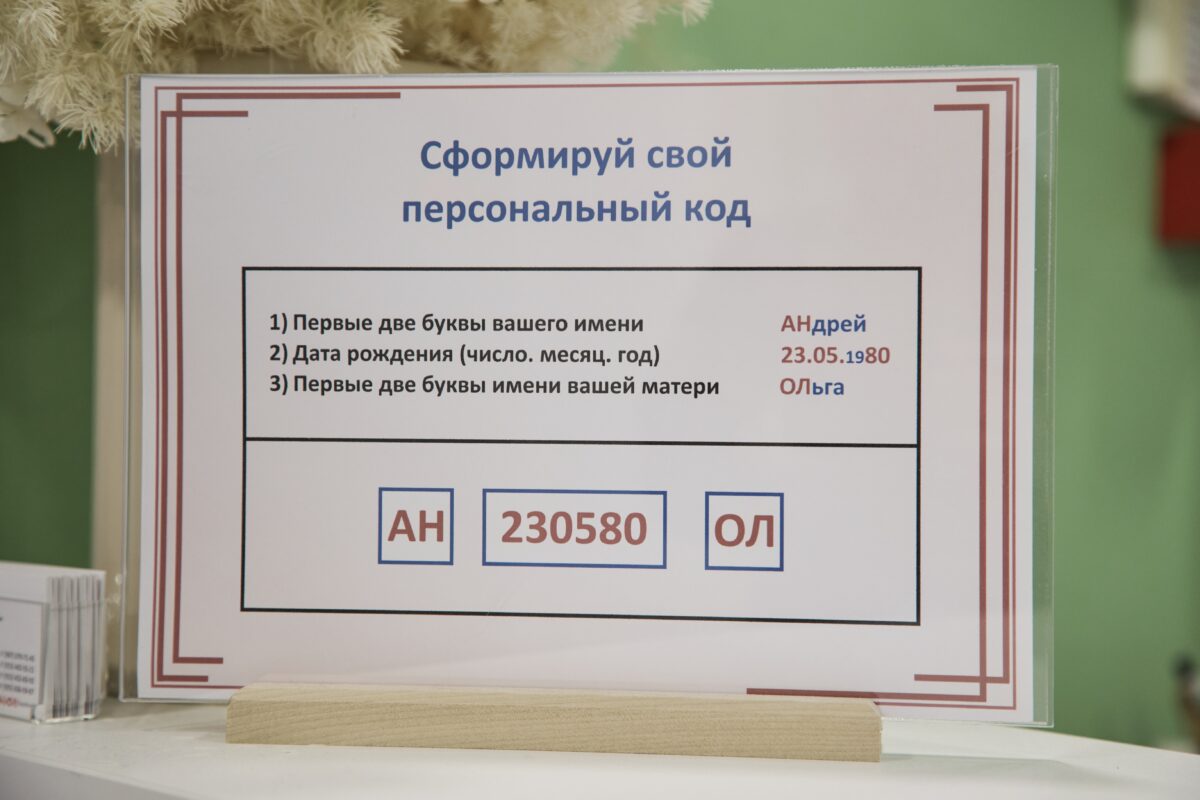 Сформируй свой
персональный код
1) Первые две буквы вашего имени АНдрей
2) Дата рождения (число. месяц. год) 23.05.1980
3) Первые две буквы имени вашей матери ОЛьга
АН 230580 ОЛ